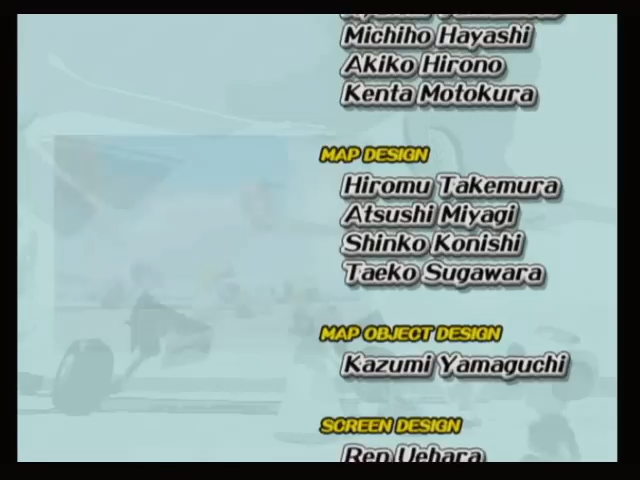 Michiho Hayashi
Akiko Hirono
Kenta Motokura
MAP DESIGN
Hiromu Takemura
Atsushi Miyagi
Shinko Konishi
Taeko Sugawara
MAP OBJECT DESIGN
Kazumi Yamaguchi
SCREEN DESIGN
Ren Uehara